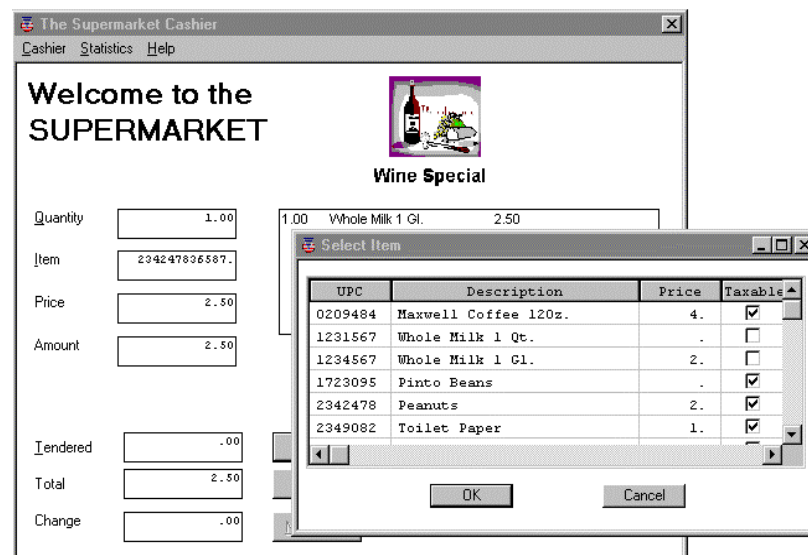 The Supermarket Cashier
Cashier Statistics Help
Welcome to the
SUPERMARKET
Wine Special
Quantity 1.00
1.00 Whole Milk 1 Gl. 2.50
Item 234247836587.
Price 2.50
Amount 2.50
Tendered .00
Total 2.50
Change .00
Select Item
UPC Description Price Taxable
0209484 Maxwell Coffee 12Oz. 4.
1231567 Whole Milk 1 Qt. .
1234567 Whole Milk 1 Gl. 2.
1723095 Pinto Beans .
2342478 Peanuts 2.
2349082 Toilet Paper 1.
OK Cancel